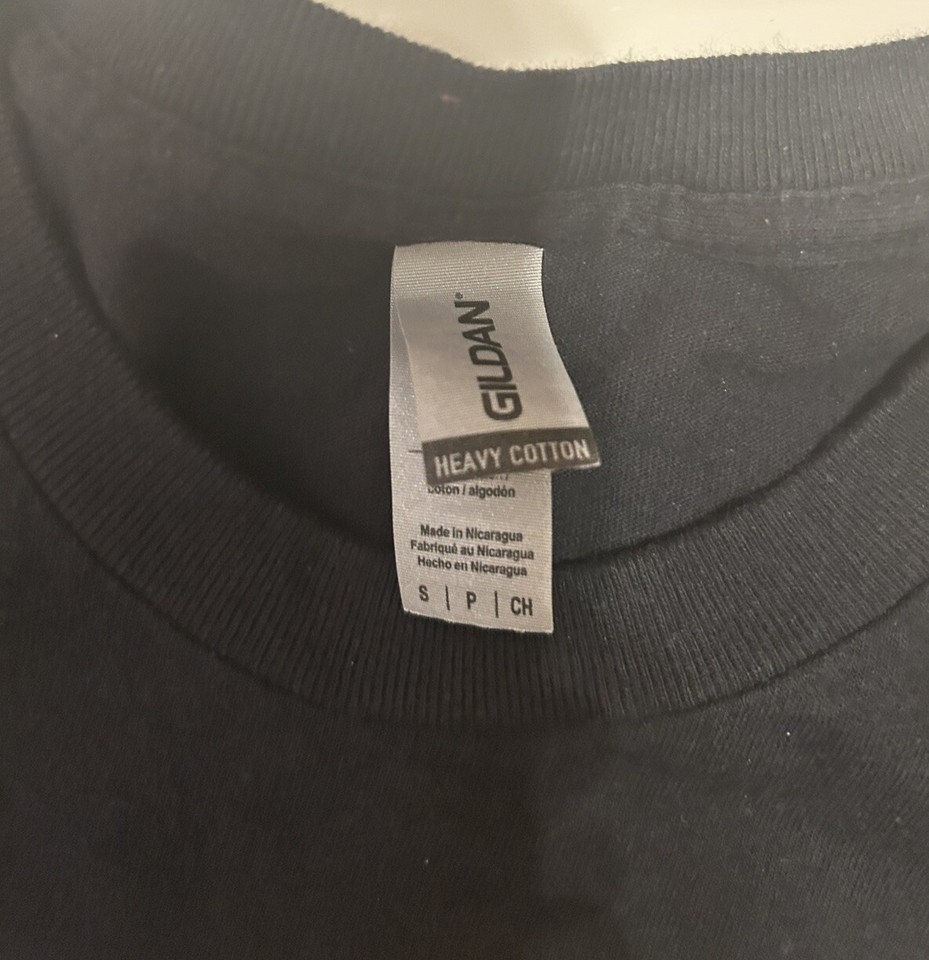 GILDAN®
HEAVY COTTON
coton / algodón
Made in Nicaragua
Fabriqué au Nicaragua
Hecho en Nicaragua
S | P | CH